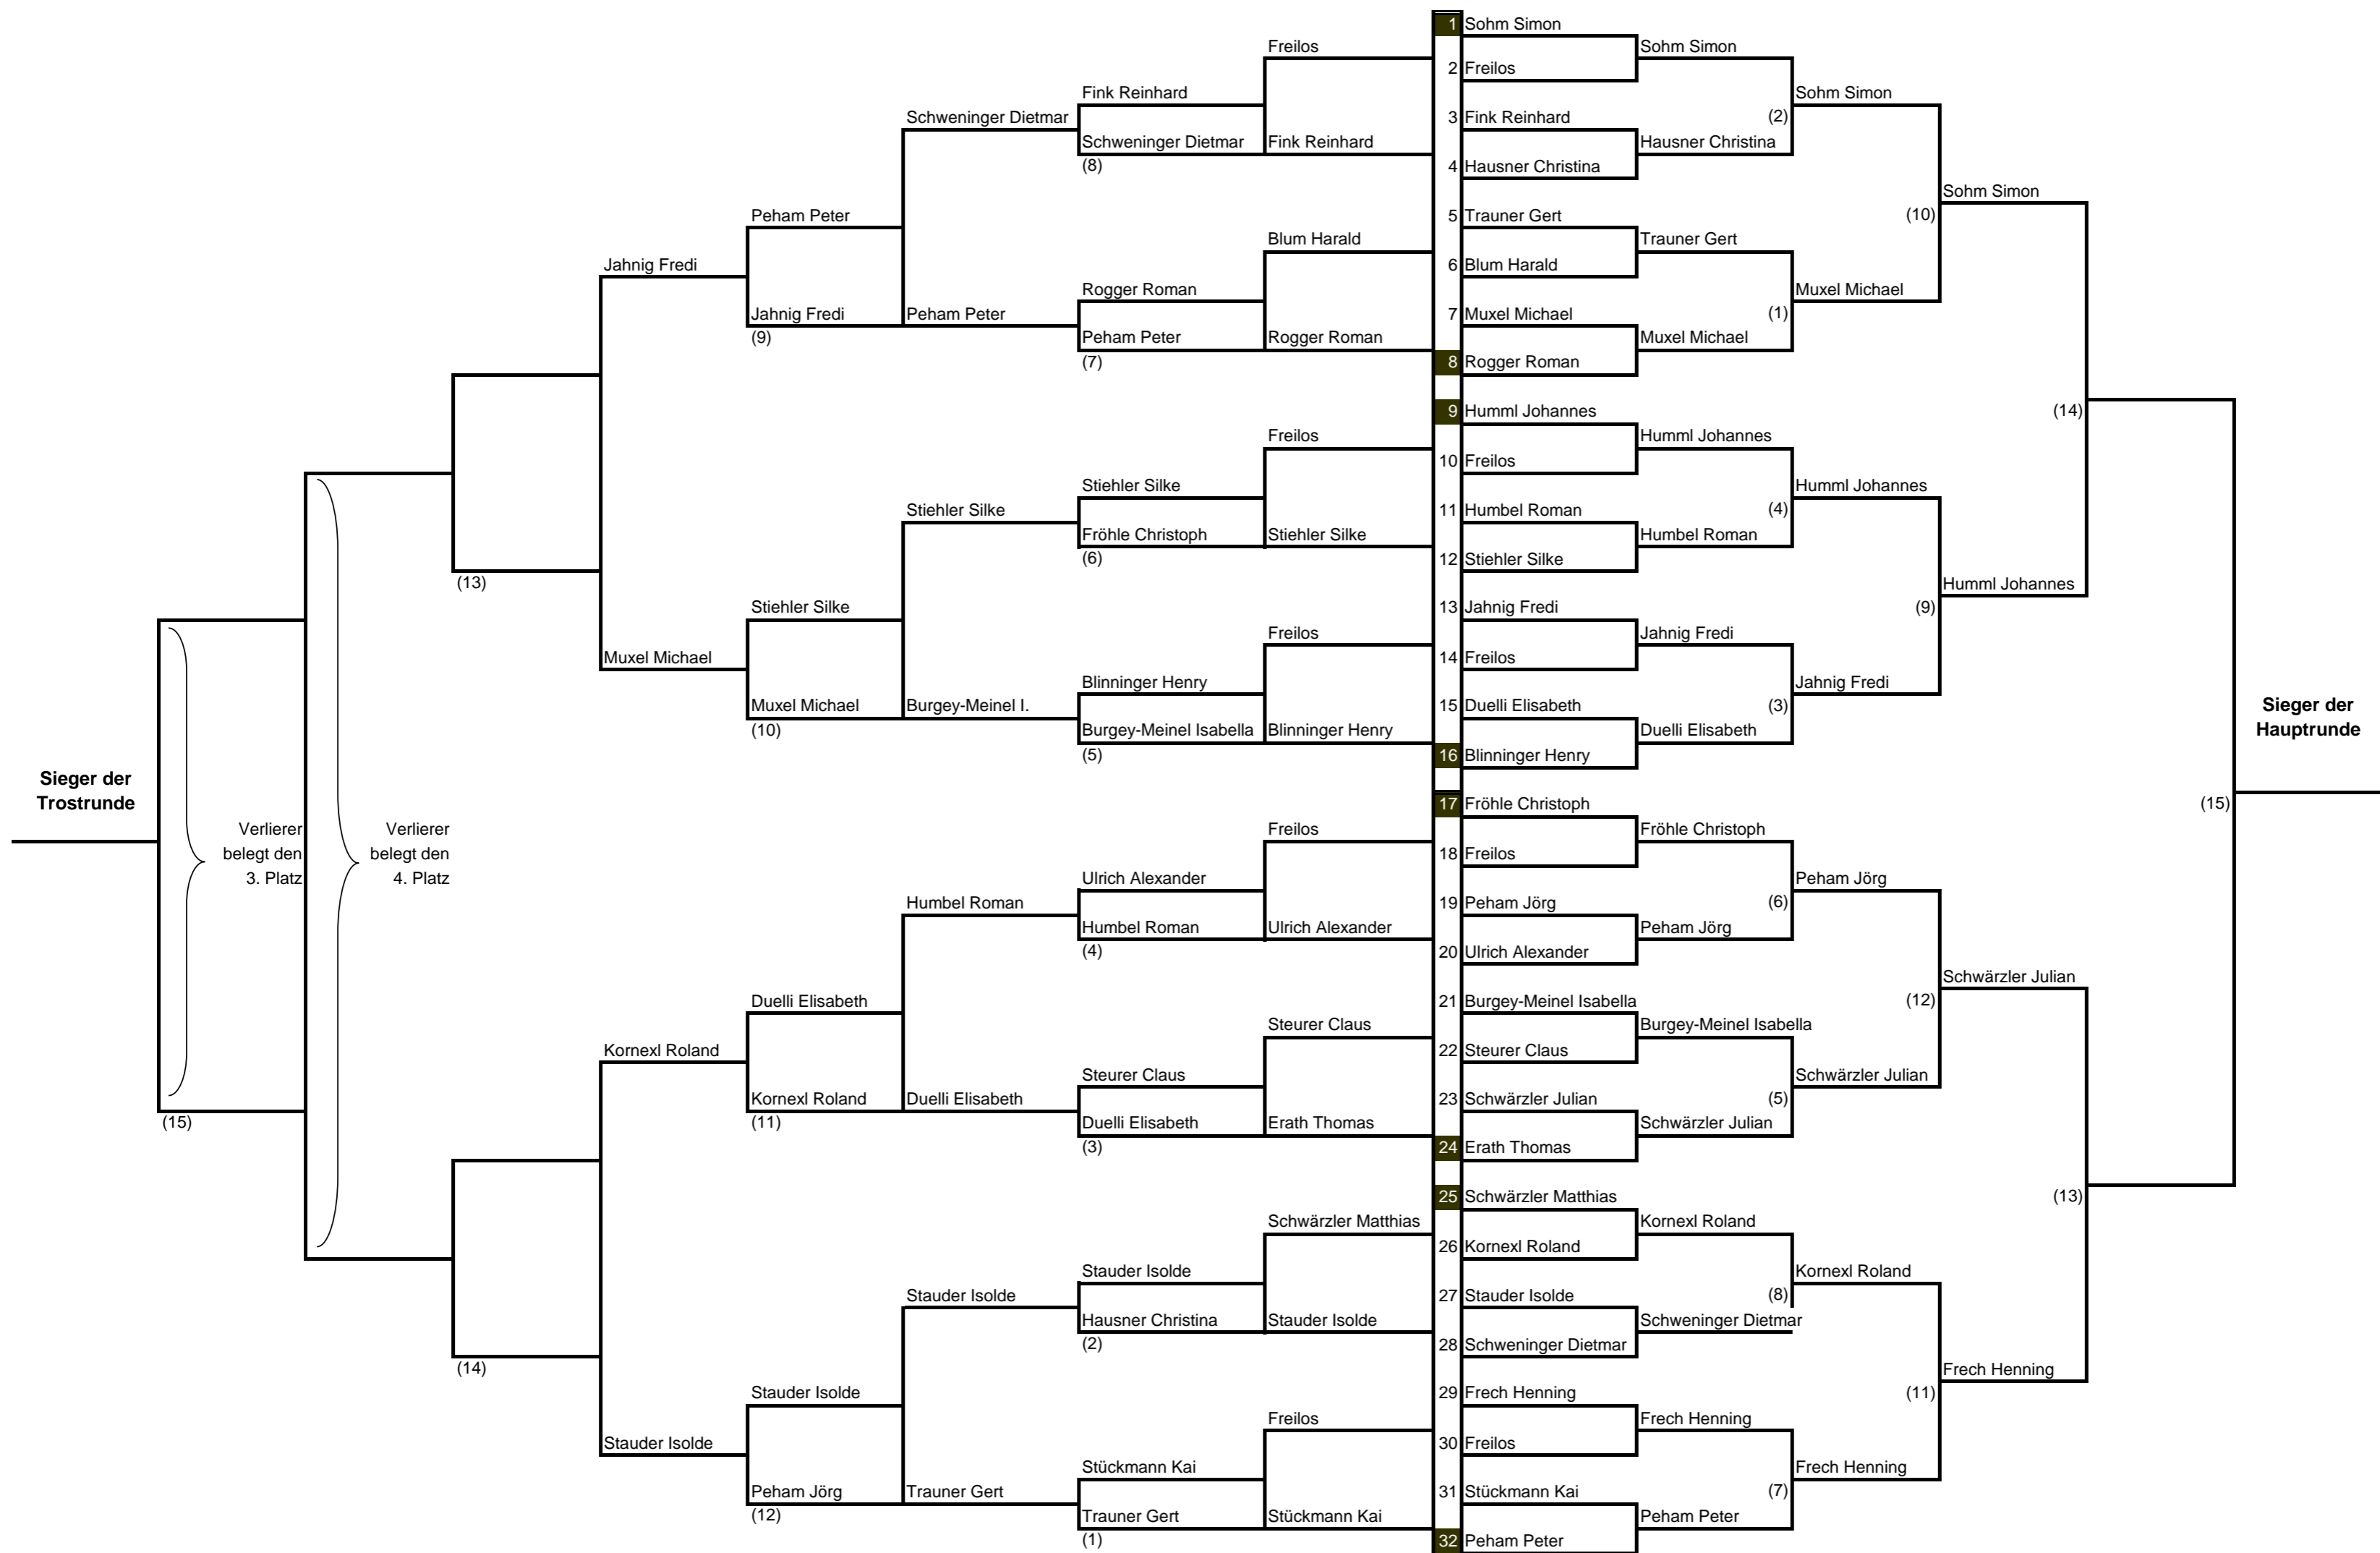 1 Sohm Simon
Freilos
Sohm Simon
2 Freilos
Fink Reinhard
Sohm Simon
Schweninger Dietmar
3 Fink Reinhard
(2)
Schweninger Dietmar
Fink Reinhard
Hausner Christina
(8)
4 Hausner Christina
Sohm Simon
Peham Peter
5 Trauner Gert
(10)
Blum Harald
Trauner Gert
Jahnig Fredi
6 Blum Harald
Rogger Roman
Muxel Michael
Jahnig Fredi
Peham Peter
7 Muxel Michael
(1)
(9)
Peham Peter
Rogger Roman
Muxel Michael
(7)
8 Rogger Roman
9 Humml Johannes
(14)
Freilos
Humml Johannes
10 Freilos
Stiehler Silke
Humml Johannes
Stiehler Silke
11 Humbel Roman
(4)
Fröhle Christoph
Stiehler Silke
Humbel Roman
(6)
12 Stiehler Silke
(13)
Humml Johannes
Stiehler Silke
13 Jahnig Fredi
(9)
Freilos
Jahnig Fredi
Muxel Michael
14 Freilos
Blinninger Henry
Jahnig Fredi
Muxel Michael
Burgey-Meinel I.
15 Duelli Elisabeth
(3)
Sieger der
Hauptrunde
(10)
Burgey-Meinel Isabella
Blinninger Henry
Duelli Elisabeth
(5)
16 Blinninger Henry
Sieger der
Trostrunde
17 Fröhle Christoph
(15)
Verlierer
belegt den
3. Platz
Verlierer
belegt den
4. Platz
Freilos
Fröhle Christoph
18 Freilos
Ulrich Alexander
Peham Jörg
Humbel Roman
19 Peham Jörg
(6)
Humbel Roman
Ulrich Alexander
Peham Jörg
(4)
20 Ulrich Alexander
Schwärzler Julian
Duelli Elisabeth
21 Burgey-Meinel Isabella
(12)
Steurer Claus
Burgey-Meinel Isabella
Kornexl Roland
22 Steurer Claus
Steurer Claus
Schwärzler Julian
Kornexl Roland
Duelli Elisabeth
23 Schwärzler Julian
(5)
(15)
(11)
Duelli Elisabeth
Erath Thomas
Schwärzler Julian
(3)
24 Erath Thomas
25 Schwärzler Matthias
(13)
Schwärzler Matthias
Kornexl Roland
26 Kornexl Roland
Stauder Isolde
Kornexl Roland
Stauder Isolde
27 Stauder Isolde
(8)
Hausner Christina
Stauder Isolde
Schweninger Dietmar
(2)
28 Schweninger Dietmar
(14)
Frech Henning
Stauder Isolde
29 Frech Henning
(11)
Freilos
Frech Henning
Stauder Isolde
30 Freilos
Stückmann Kai
Frech Henning
Peham Jörg
Trauner Gert
31 Stückmann Kai
(7)
(12)
Trauner Gert
Stückmann Kai
Peham Peter
(1)
32 Peham Peter